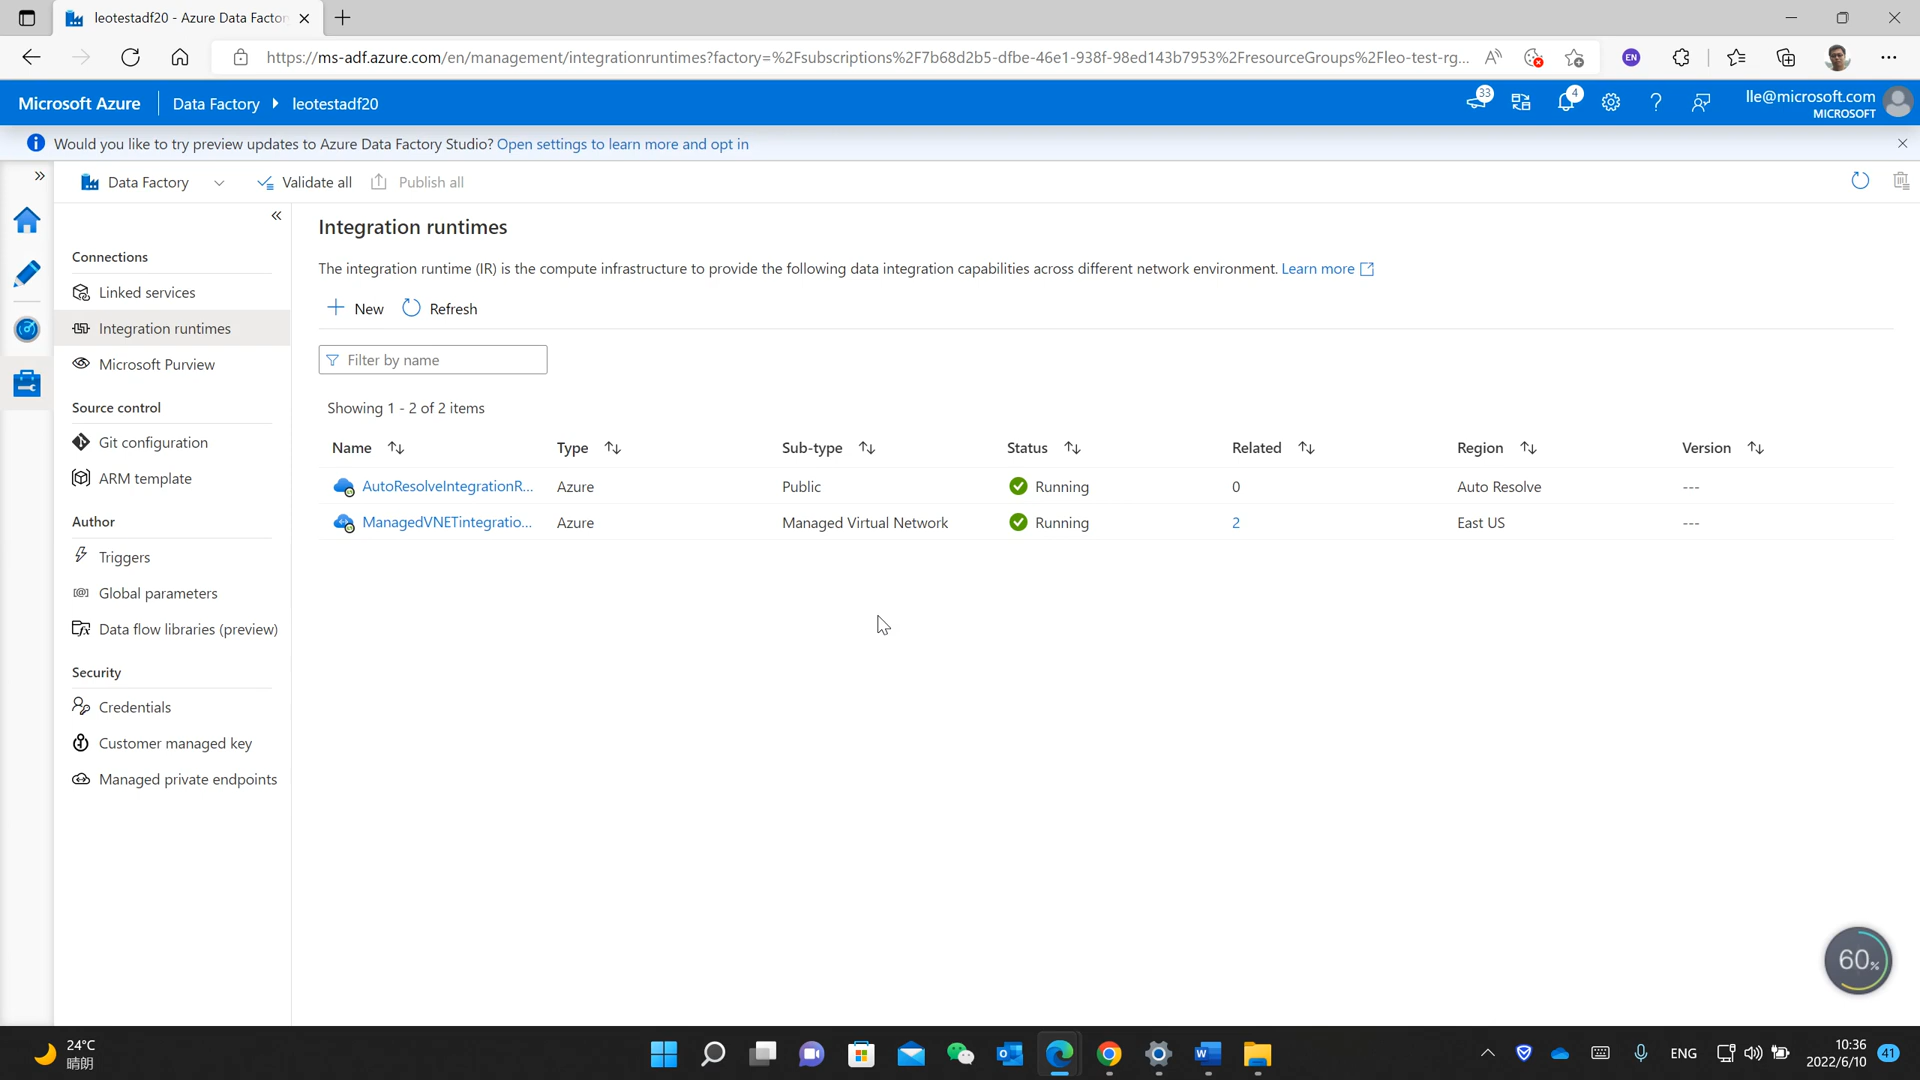 leotestadf20 - Azure Data Factor
https://ms-adf.azure.com/en/management/integrationruntimes?factory=%2Fsubscriptions%2F7b68d2b5-dfbe-46e1-938f-98ed143b7953%2FresourceGroups%2Fleo-test-rg...
EN
Microsoft Azure
Data Factory
leotestadf20
33
4
lle@microsoft.com
MICROSOFT
Would you like to try preview updates to Azure Data Factory Studio? Open settings to learn more and opt in
Data Factory
Validate all
Publish all
Connections
Linked services
Integration runtimes
Microsoft Purview
Source control
Git configuration
ARM template
Author
Triggers
Global parameters
Data flow libraries (preview)
Security
Credentials
Customer managed key
Managed private endpoints
Integration runtimes
The integration runtime (IR) is the compute infrastructure to provide the following data integration capabilities across different network environment. Learn more
New
Refresh
Filter by name
Showing 1 - 2 of 2 items
Name Type Sub-type Status Related Region Version
AutoResolveIntegrationR... Azure Public Running 0 Auto Resolve ---
ManagedVNETintegratio... Azure Managed Virtual Network Running 2 East US ---
60%
24°C
晴朗
ENG
10:36
2022/6/10
41